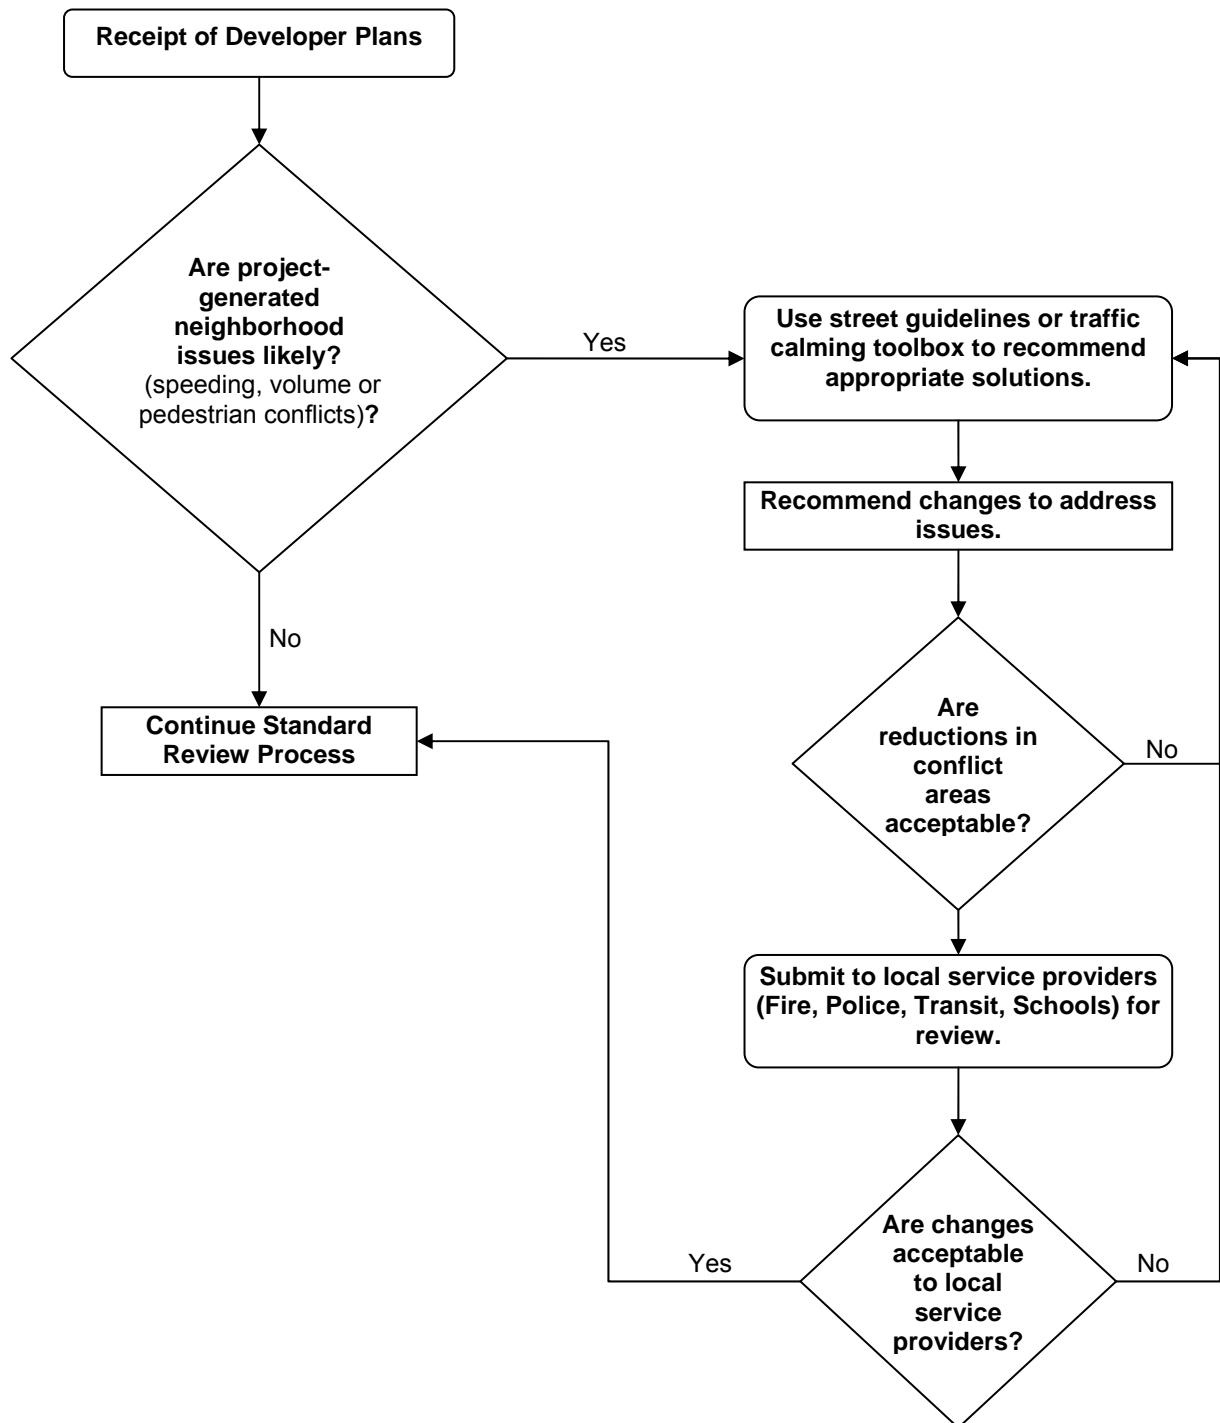 Receipt of Developer Plans
Are project-
generated
neighborhood
issues likely?
(speeding, volume or
pedestrian conflicts)?
Yes
Use street guidelines or traffic
calming toolbox to recommend
appropriate solutions.
Recommend changes to address
issues.
No
Continue Standard
Review Process
Are
reductions in
conflict
areas
acceptable?
No
Submit to local service providers
(Fire, Police, Transit, Schools) for
review.
Are changes
acceptable
to local
service
providers?
Yes
No